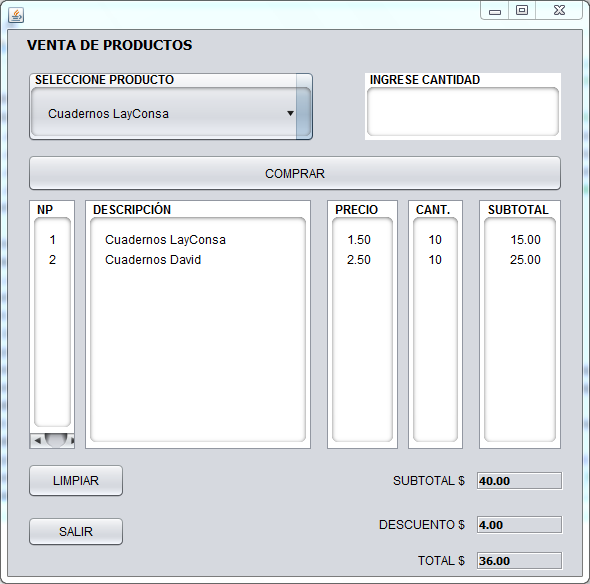 VENTA DE PRODUCTOS
SELECCIONE PRODUCTO INGRESE CANTIDAD
Cuadernos LayConsa
COMPRAR
NP DESCRIPCIÓN PRECIO CANT. SUBTOTAL
1 Cuadernos LayConsa 1.50 10 15.00
2 Cuadernos David 2.50 10 25.00
LIMPIAR SUBTOTAL $ 40.00
DESCUENTO $ 4.00
SALIR
TOTAL $ 36.00